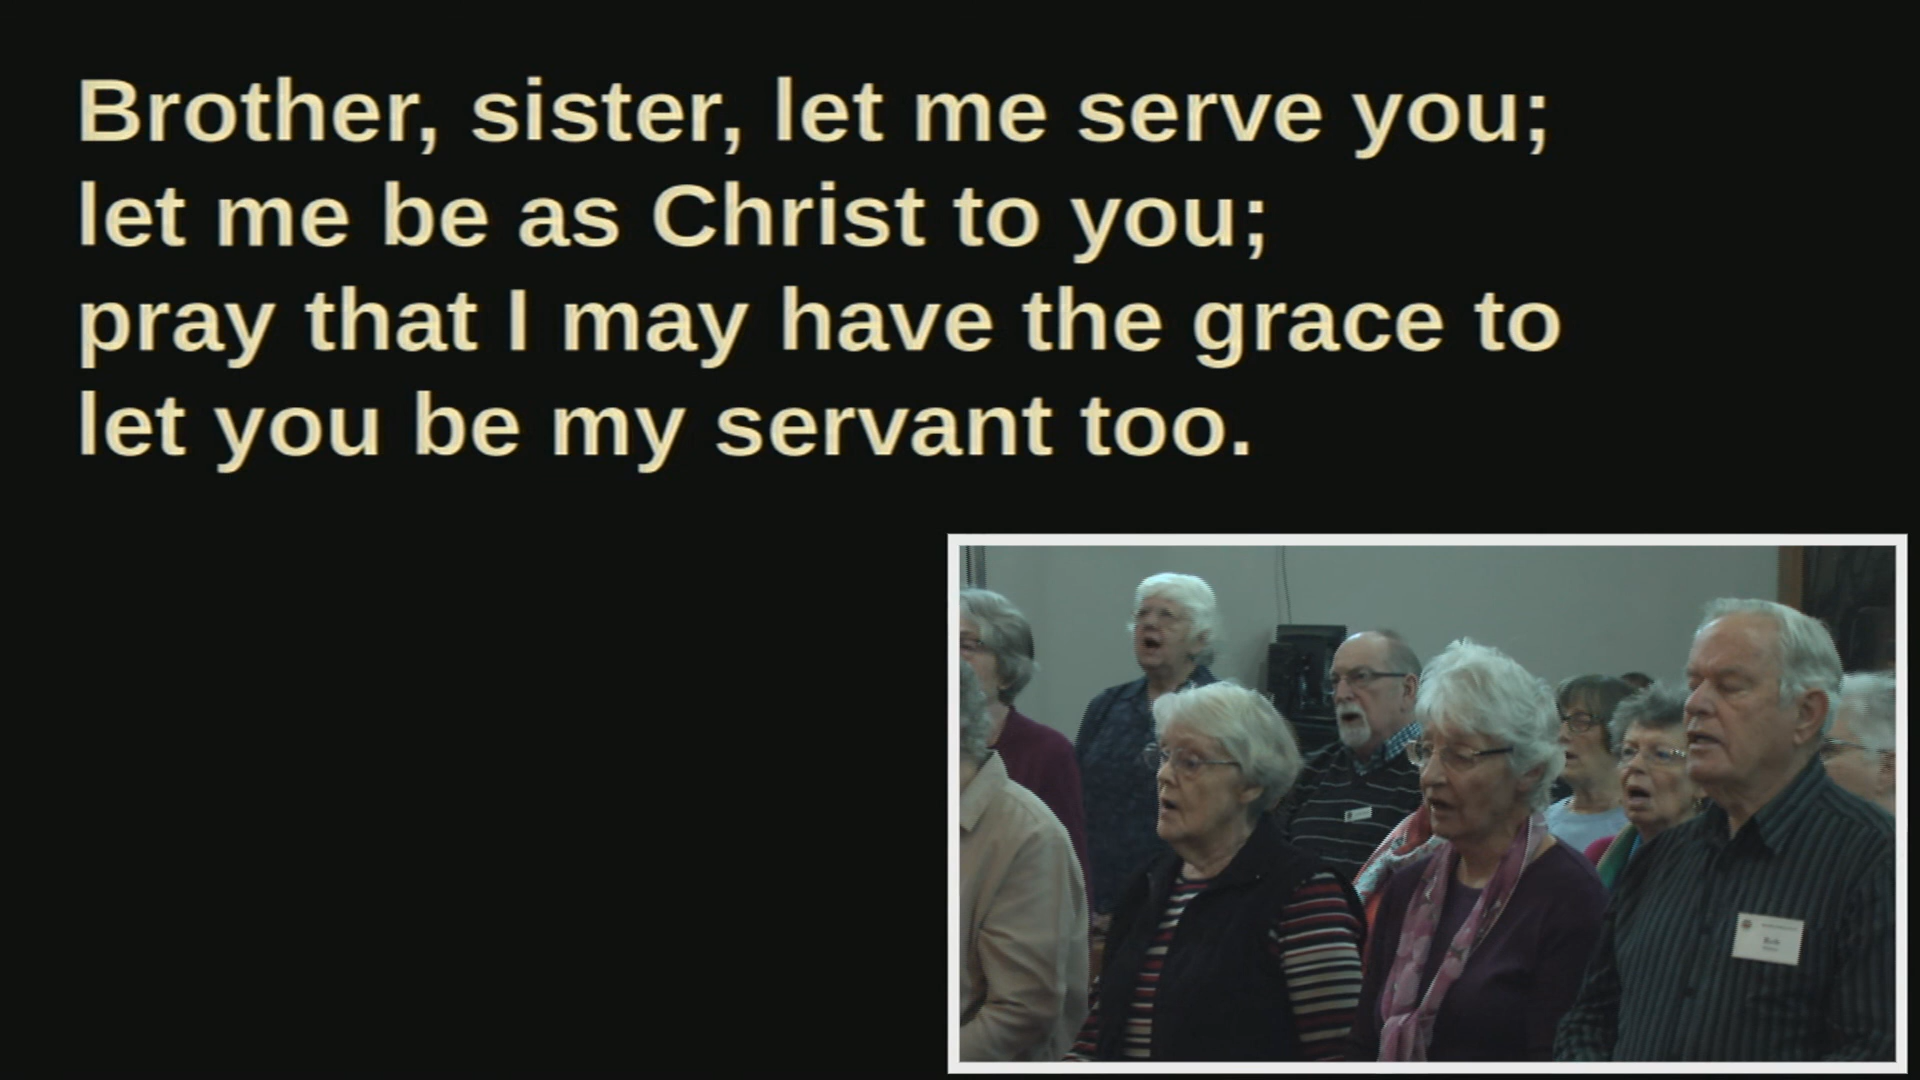 Brother, sister, let me serve you;
let me be as Christ to you;
pray that I may have the grace to
let you be my servant too.